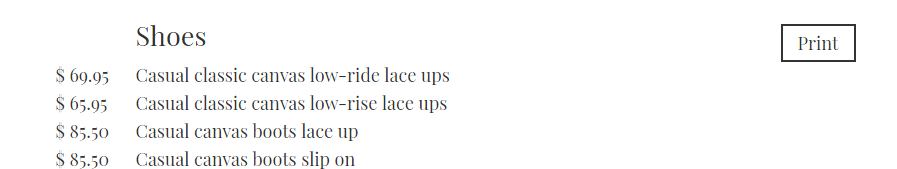 Shoes
Print
$ 69.95 Casual classic canvas low-ride lace ups
$ 65.95 Casual classic canvas low-rise lace ups
$ 85.50 Casual canvas boots lace up
$ 85.50 Casual canvas boots slip on